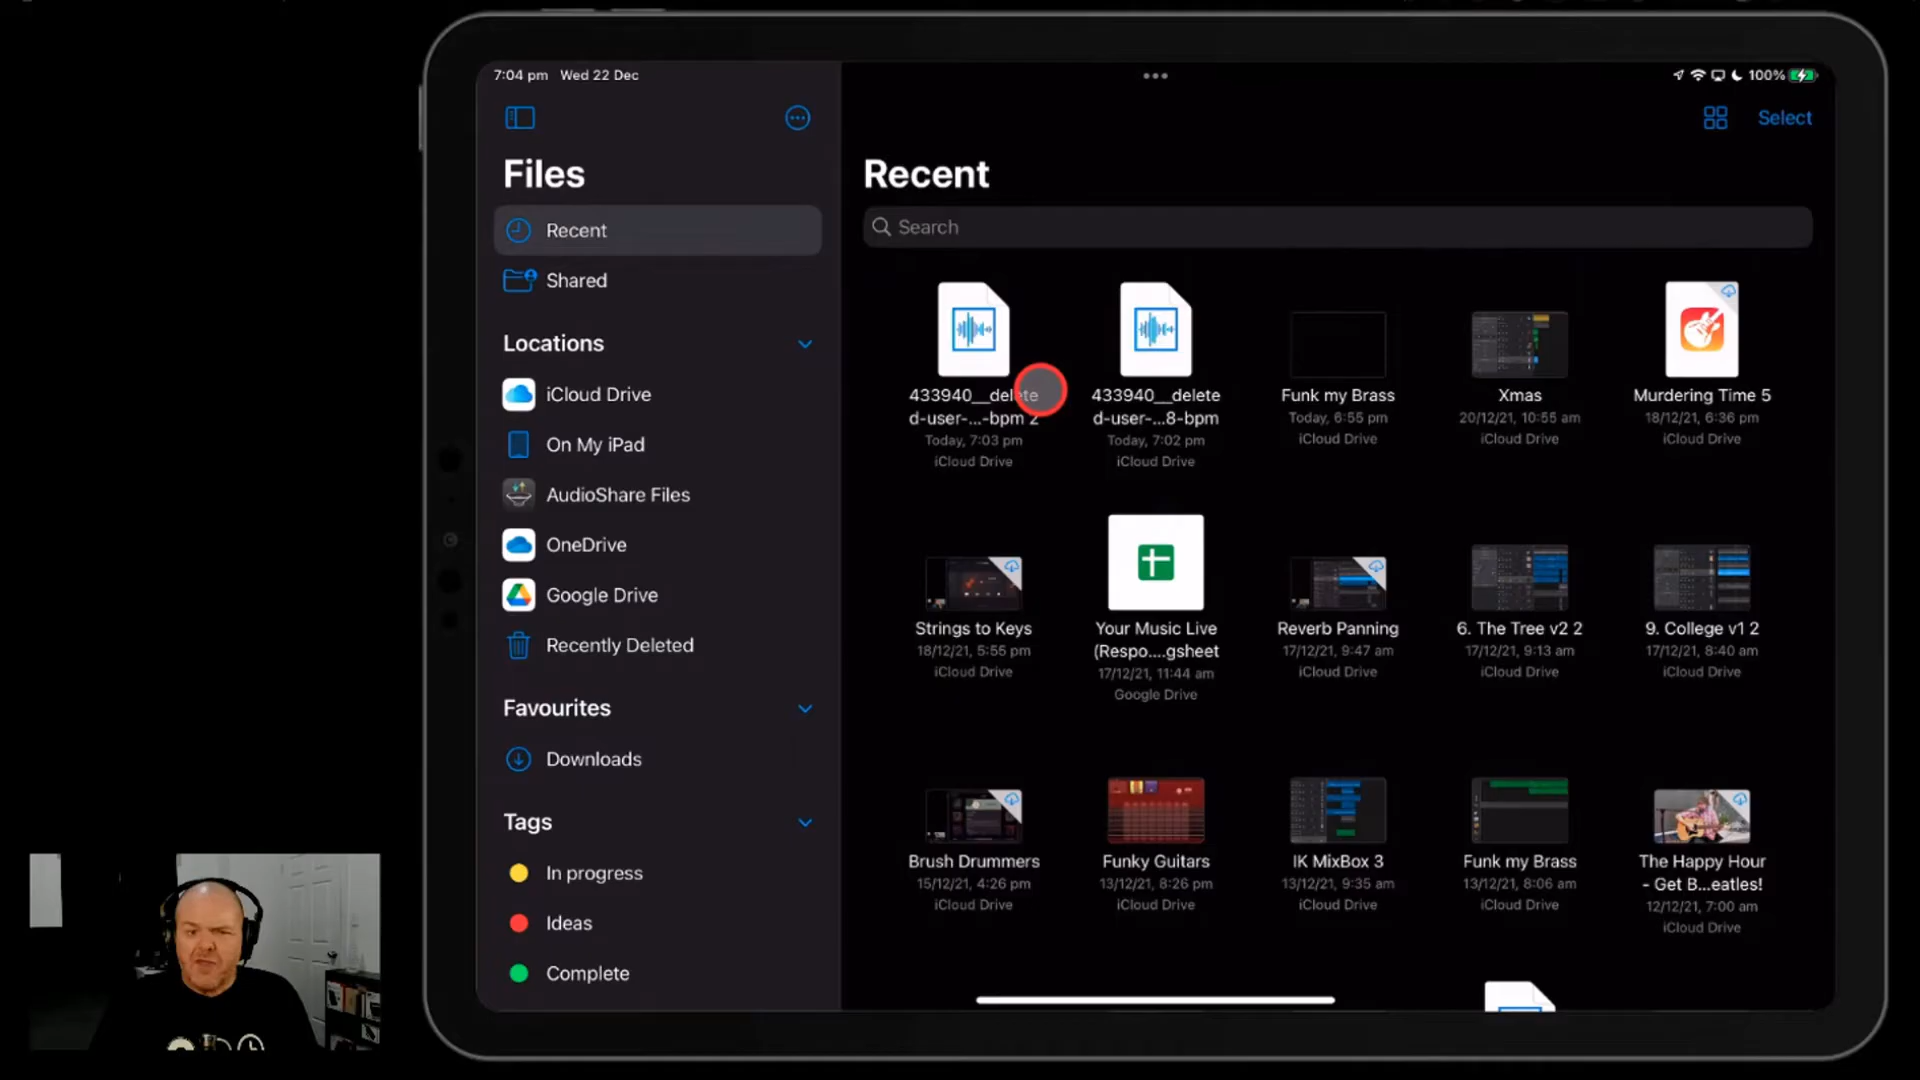 7:04 pm Wed 22 Dec
100%
Select
Files
Recent
Shared
Locations
iCloud Drive
On My iPad
AudioShare Files
OneDrive
Google Drive
Recently Deleted
Favourites
Downloads
Tags
In progress
Ideas
Complete
Recent
Search
433940__delete
d-user-...-bpm 2
Today, 7:03 pm
iCloud Drive
433940__delete
d-user-...8-bpm
Today, 7:02 pm
iCloud Drive
Funk my Brass
Today, 6:55 pm
iCloud Drive
Xmas
20/12/21, 10:55 am
iCloud Drive
Murdering Time 5
18/12/21, 6:36 pm
iCloud Drive
Strings to Keys
18/12/21, 5:55 pm
iCloud Drive
Your Music Live
(Respo....gsheet
17/12/21, 11:44 am
Google Drive
Reverb Panning
17/12/21, 9:47 am
iCloud Drive
6. The Tree v2 2
17/12/21, 9:13 am
iCloud Drive
9. College v1 2
17/12/21, 8:40 am
iCloud Drive
Brush Drummers
15/12/21, 4:26 pm
iCloud Drive
Funky Guitars
13/12/21, 8:26 pm
iCloud Drive
IK MixBox 3
13/12/21, 9:35 am
iCloud Drive
Funk my Brass
13/12/21, 8:06 am
iCloud Drive
The Happy Hour
- Get B...eatles!
12/12/21, 7:00 am
iCloud Drive